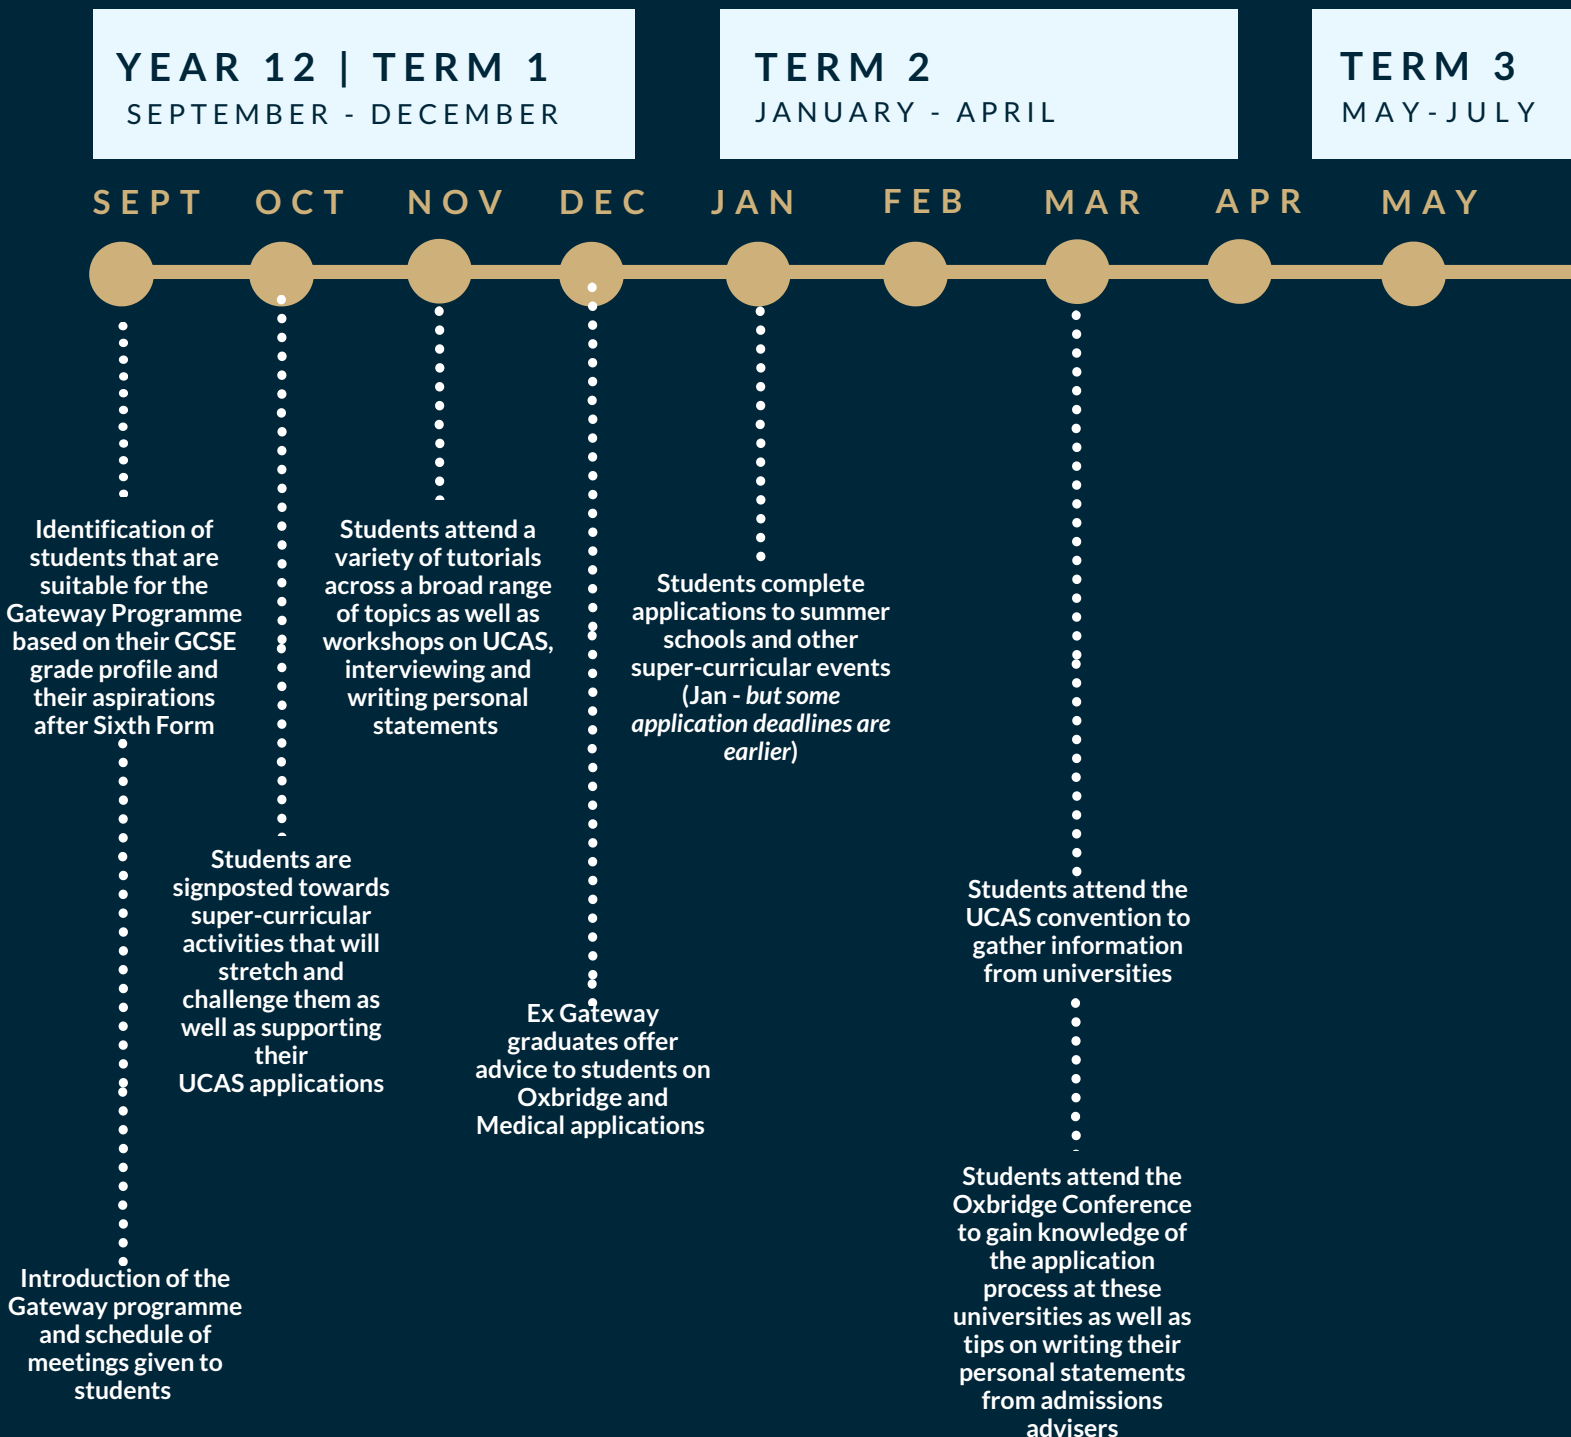 YEAR 12 | TERM 1
SEPTEMBER - DECEMBER
TERM 2
JANUARY - APRIL
TERM 3
MAY-JULY
SEPT
OCT
NOV
DEC
JAN
FEB
MAR
APR
MAY
Identification of
students that are
suitable for the
Gateway Programme
based on their GCSE
grade profile and
their aspirations
after Sixth Form
Introduction of the
Gateway programme
and schedule of
meetings given to
students
Students are
signposted towards
super-curricular
activities that will
stretch and
challenge them as
well as supporting
their
UCAS applications
Students attend a
variety of tutorials
across a broad range
of topics as well as
workshops on UCAS,
interviewing and
writing personal
statements
Ex Gateway
graduates offer
advice to students on
Oxbridge and
Medical applications
Students complete
applications to summer
schools and other
super-curricular events
(Jan - but some
application deadlines are
earlier)
Students attend the
UCAS convention to
gather information
from universities
Students attend the
Oxbridge Conference
to gain knowledge of
the application
process at these
universities as well as
tips on writing their
personal statements
from admissions
advisers